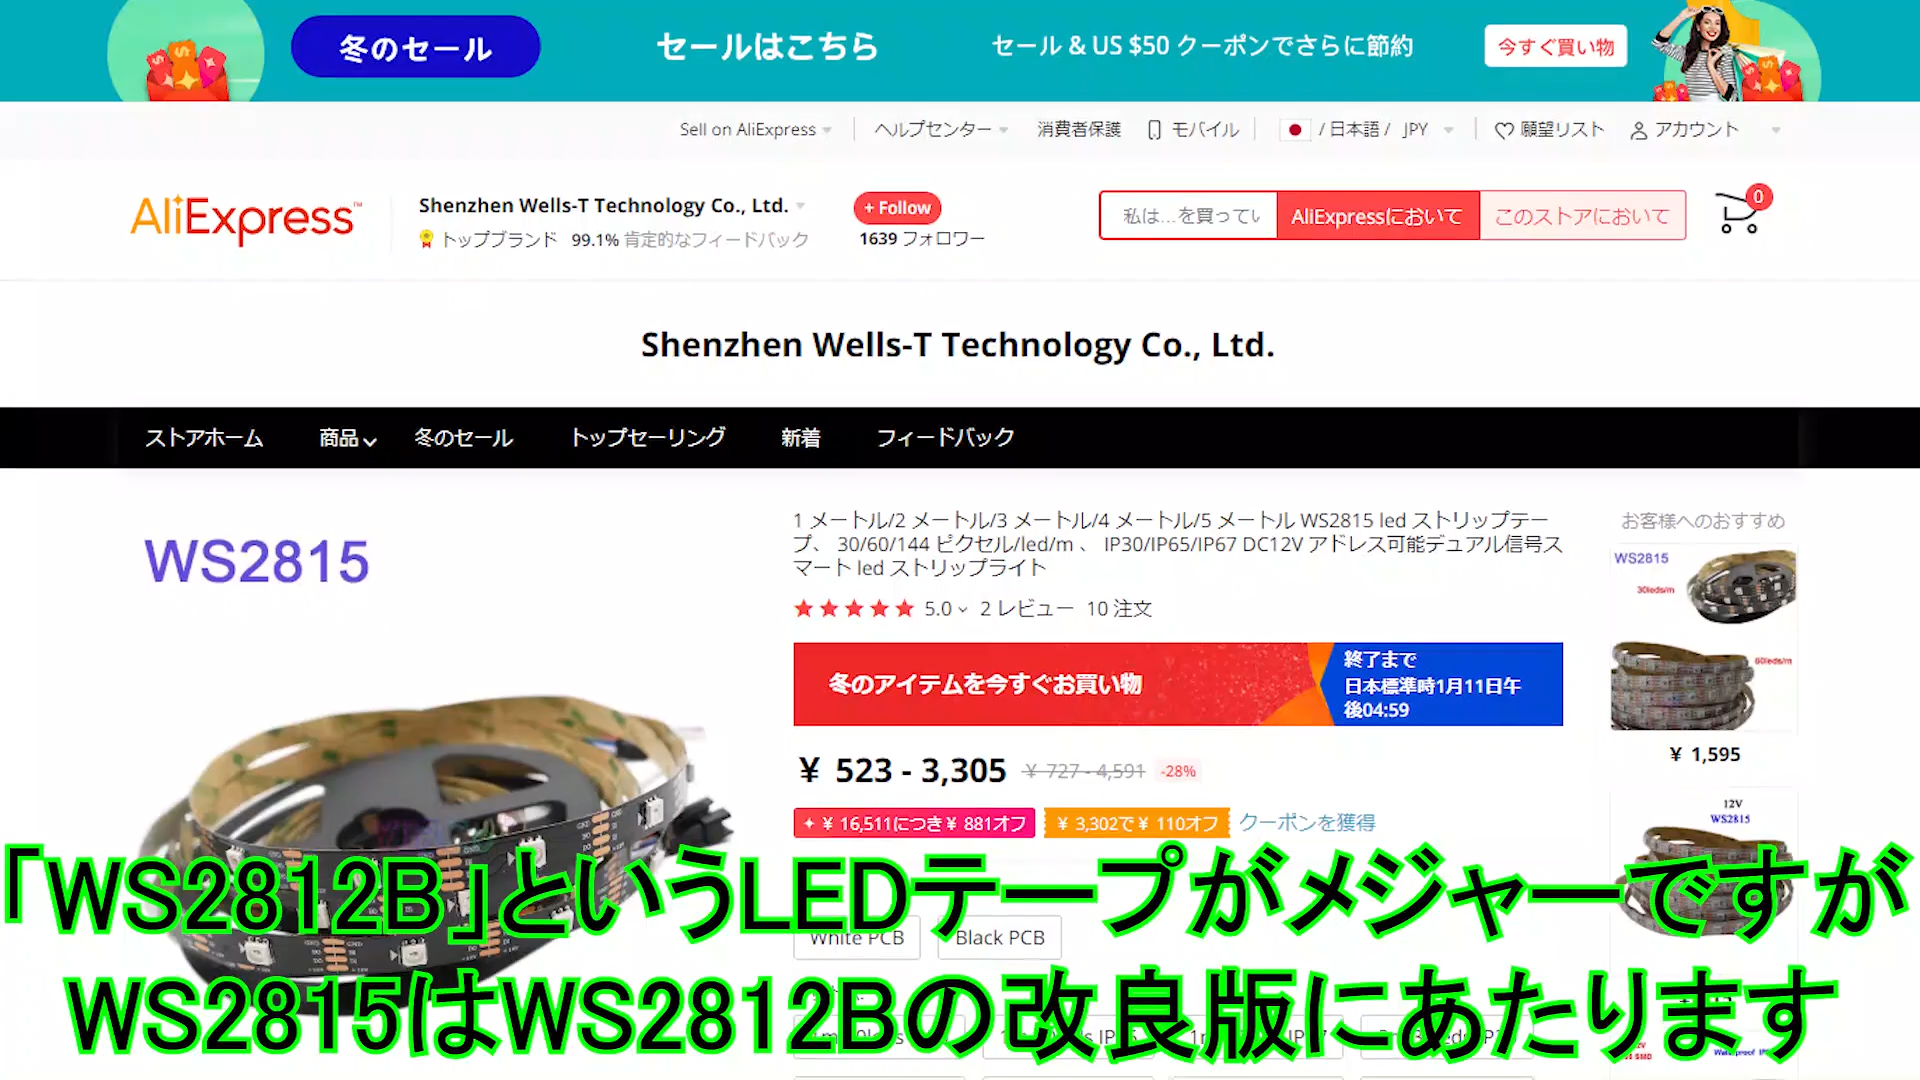 冬のセール
セールはこちら
セール & US $50 クーポンでさらに節約
今すぐ買い物
Sell on AliExpress
ヘルプセンター
消費者保護
モバイル
/ 日本語 / JPY
願望リスト
アカウント
AliExpress™
Shenzhen Wells-T Technology Co., Ltd.
トップブランド 99.1% 肯定的なフィードバック
+ Follow
1639 フォロワー
私は...を買ってい
AliExpressにおいて
このストアにおいて
0
Shenzhen Wells-T Technology Co., Ltd.
ストアホーム
商品
冬のセール
トップセーリング
新着
フィードバック
WS2815
1 メートル/2 メートル/3 メートル/4 メートル/5 メートル WS2815 led ストリップテー
プ、 30/60/144 ピクセル/led/m 、 IP30/IP65/IP67 DC12V アドレス可能デュアル信号ス
マート led ストリップライト
5.0
2 レビュー
10 注文
冬のアイテムを今すぐお買い物
終了まで
日本標準時1月11日午
後04:59
¥ 523 - 3,305
¥ 727 - 4,591
-28%
¥ 16,511につき ¥ 881オフ
¥ 3,302で ¥ 110オフ
クーポンを獲得
White PCB
Black PCB
お客様へのおすすめ
WS2815
30leds/m
60leds/m
¥ 1,595
12V
WS2815
「WS2812B」というLEDテープがメジャーですが
WS2815はWS2812Bの改良版にあたります